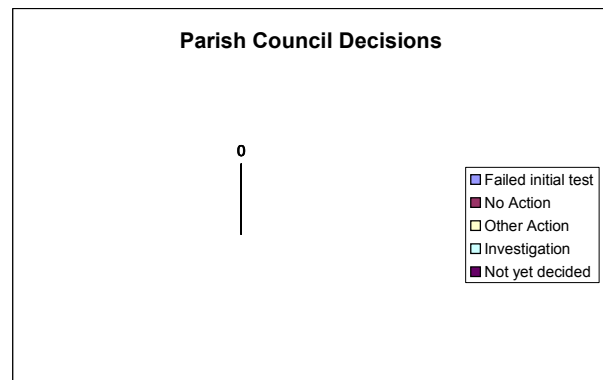 Parish Council Decisions
0
Failed initial test
No Action
Other Action
Investigation
Not yet decided